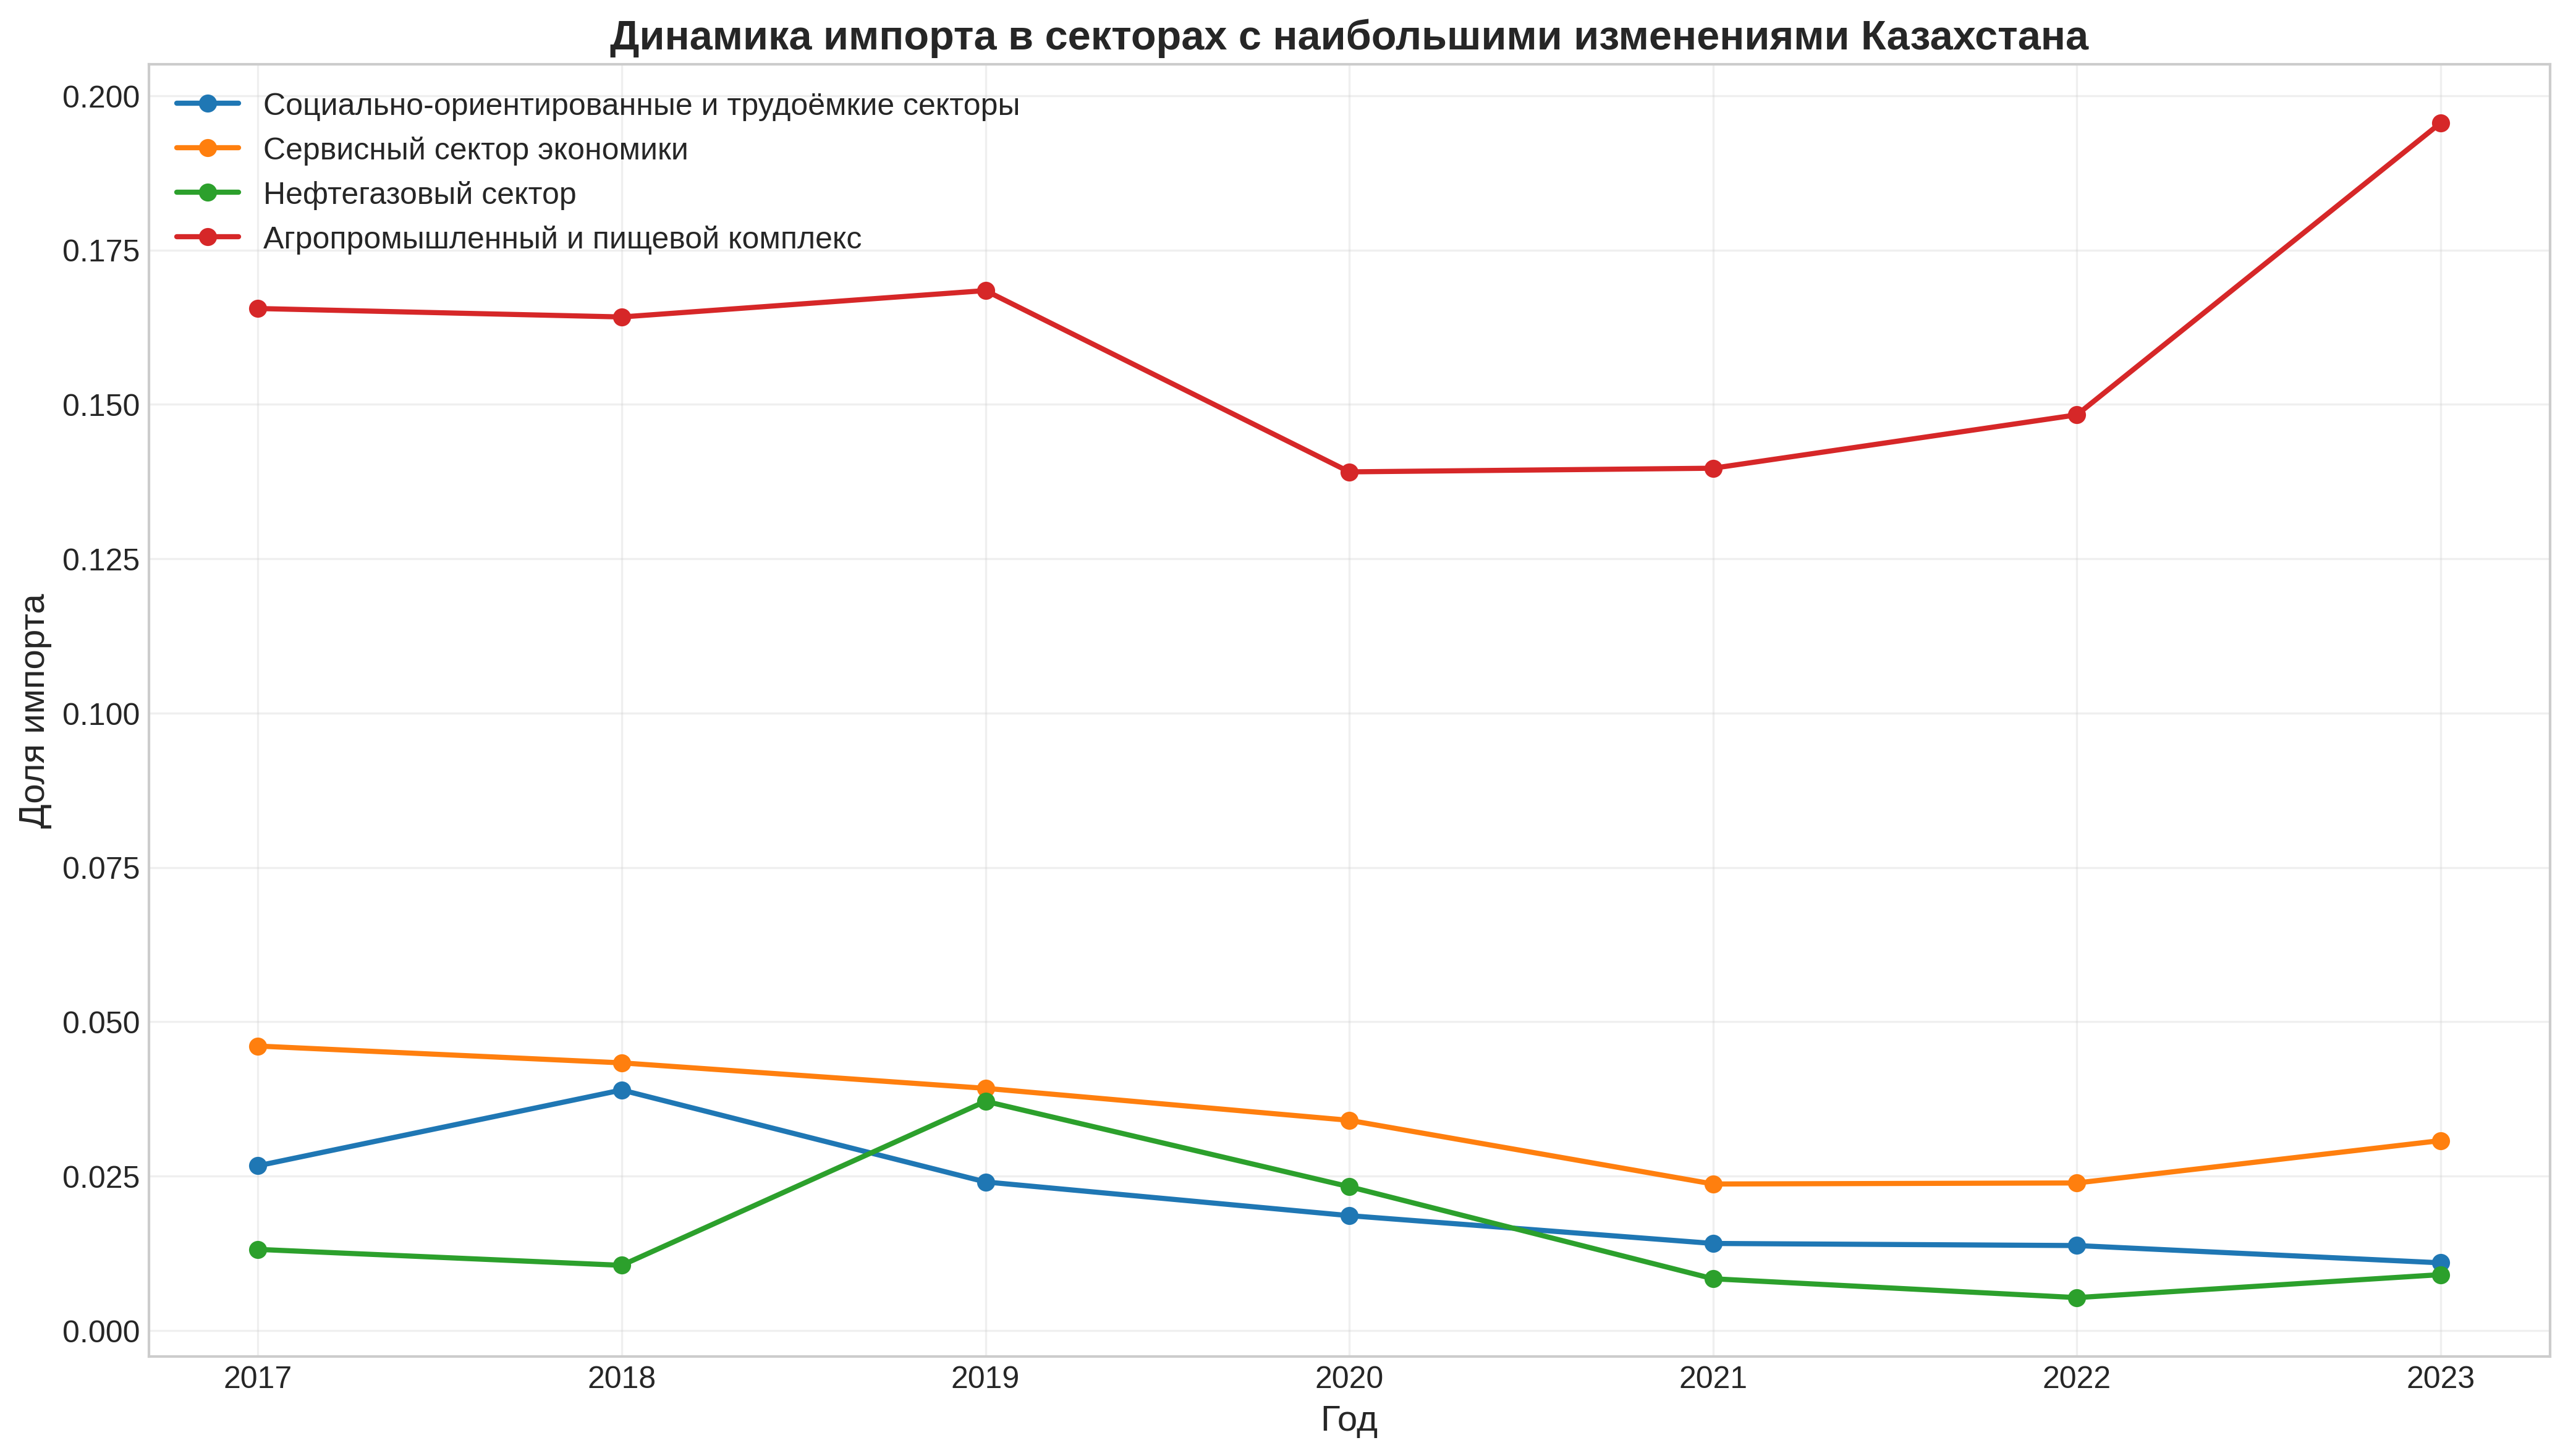 Динамика импорта в секторах с наибольшими изменениями Казахстана
Социально-ориентированные и трудоёмкие секторы
Сервисный сектор экономики
Нефтегазовый сектор
Агропромышленный и пищевой комплекс
Доля импорта
0.200
0.175
0.150
0.125
0.100
0.075
0.050
0.025
0.000
2017 2018 2019 2020 2021 2022 2023
Год